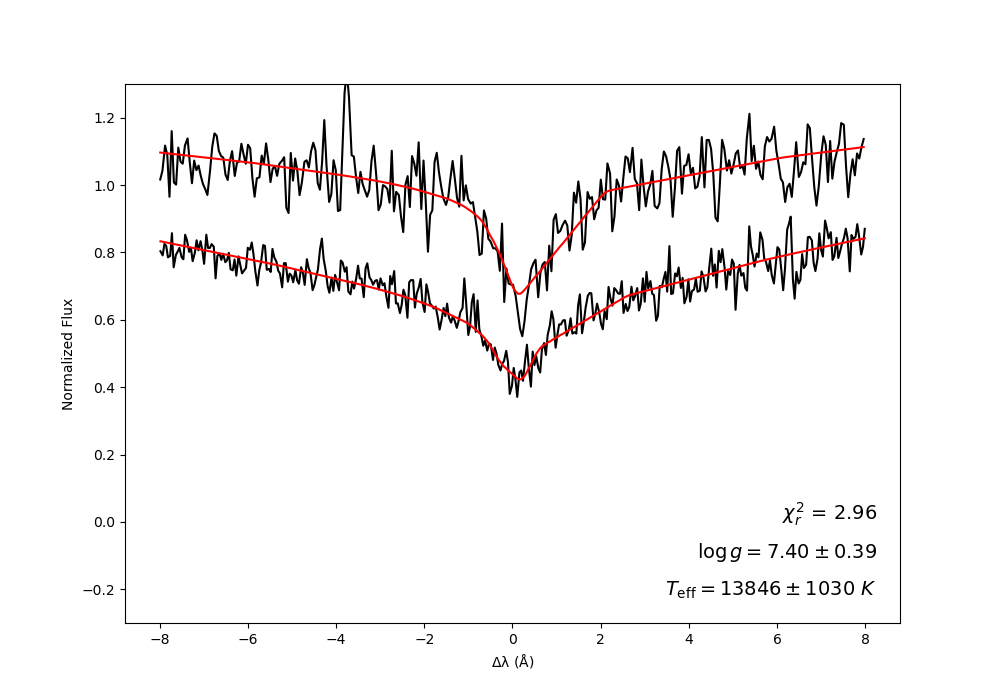 1.2
1.0
0.8
0.6
0.4
0.2
0.0
−0.2
Normalized Flux
χ²ᵣ = 2.96
log g = 7.40 ± 0.39
T_eff = 13846 ± 1030 K
−8 −6 −4 −2 0 2 4 6 8
Δλ (Å)